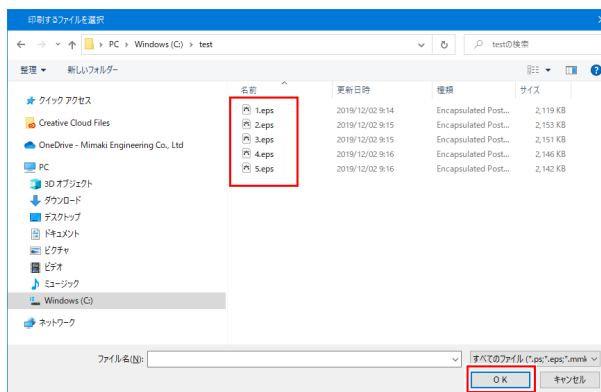 印刷するファイルを選択
PC › Windows (C:) › test
testの検索
整理 新しいフォルダー
名前 更新日時 種類 サイズ
1.eps 2019/12/02 9:14 Encapsulated Post... 2,119 KB
2.eps 2019/12/02 9:15 Encapsulated Post... 2,153 KB
3.eps 2019/12/02 9:15 Encapsulated Post... 2,151 KB
4.eps 2019/12/02 9:16 Encapsulated Post... 2,146 KB
5.eps 2019/12/02 9:16 Encapsulated Post... 2,142 KB
クイック アクセス
Creative Cloud Files
OneDrive - Mimaki Engineering Co., Ltd
PC
3D オブジェクト
ダウンロード
デスクトップ
ドキュメント
ピクチャ
ビデオ
ミュージック
Windows (C:)
ネットワーク
ファイル名(N):
すべてのファイル (*.ps;*.eps;*.mmk
OK キャンセル